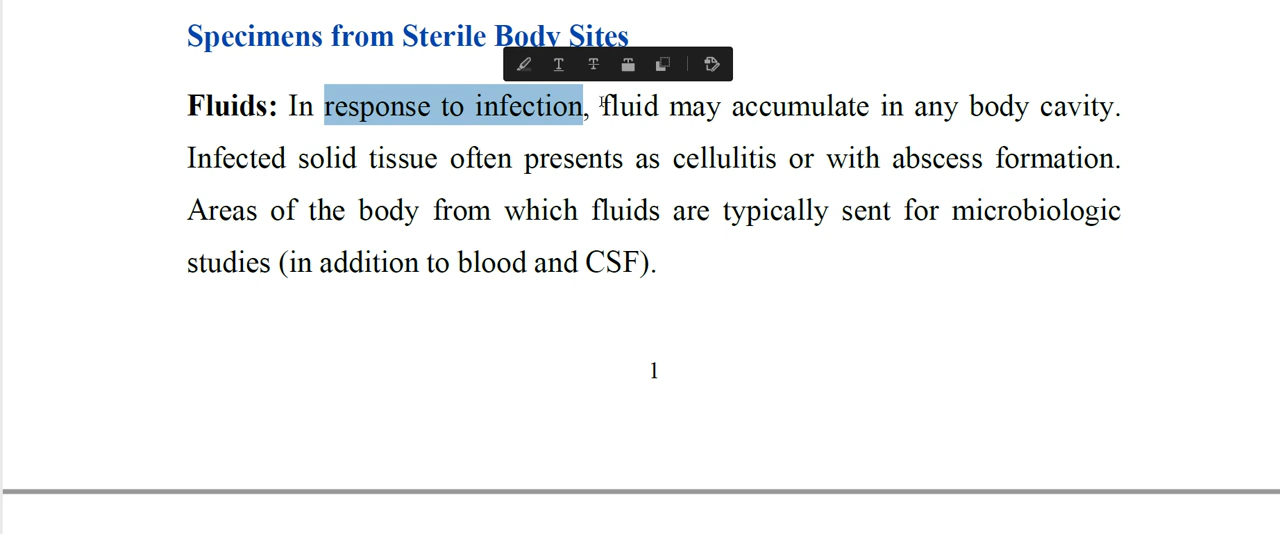 Specimens from Sterile Body Sites
Fluids: In response to infection, fluid may accumulate in any body cavity.
Infected solid tissue often presents as cellulitis or with abscess formation.
Areas of the body from which fluids are typically sent for microbiologic
studies (in addition to blood and CSF).
1